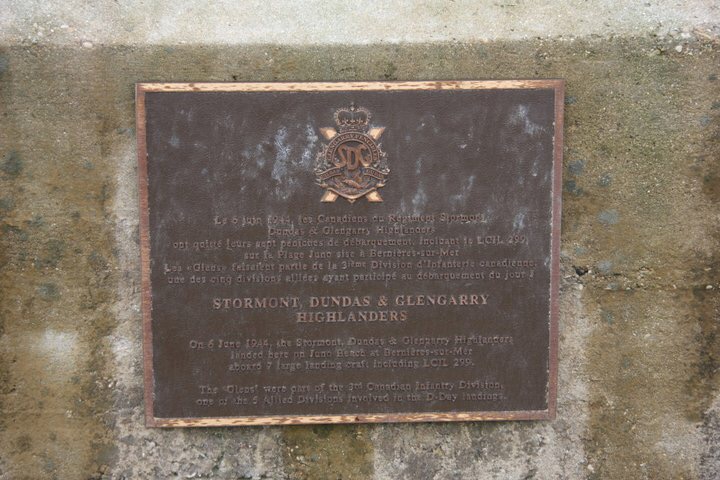 SDG
Le 6 juin 1944, les Canadiens du Régiment Stormont,
Dundas & Glengarry Highlanders
ont quitté leurs sept péniches de débarquement, incluant le LCIL 299,
sur la Plage Juno sise à Bernières-sur-Mer
Les «Glens» faisaient partie de la 3ième Division d'Infanterie canadienne,
une des cinq divisions alliées ayant participé au débarquement du jour J
STORMONT, DUNDAS & GLENGARRY
HIGHLANDERS
On 6 June 1944, the Stormont, Dundas & Glengarry Highlanders
landed here on Juno Beach at Bernières-sur-Mer
aboard 7 large landing craft including LCIL 299.
The "Glens" were part of the 3rd Canadian Infantry Division,
one of the 5 Allied Divisions involved in the D-Day landings.